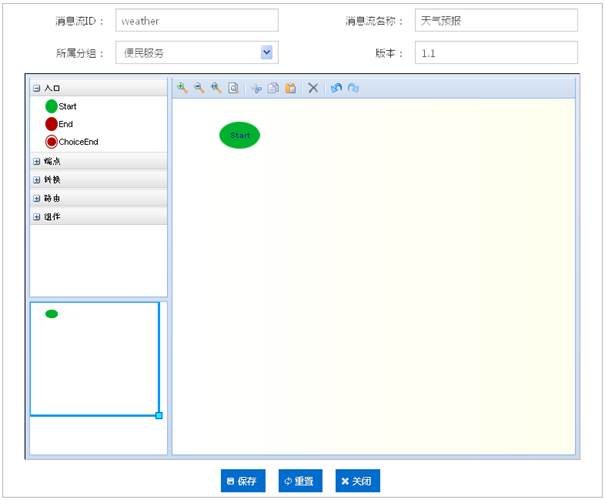 消息流ID： weather 消息流名称： 天气预报
所属分组： 便民服务 版本： 1.1
入口
Start
End
ChoiceEnd
端点
转换
路由
组件
Start
保存 重置 关闭